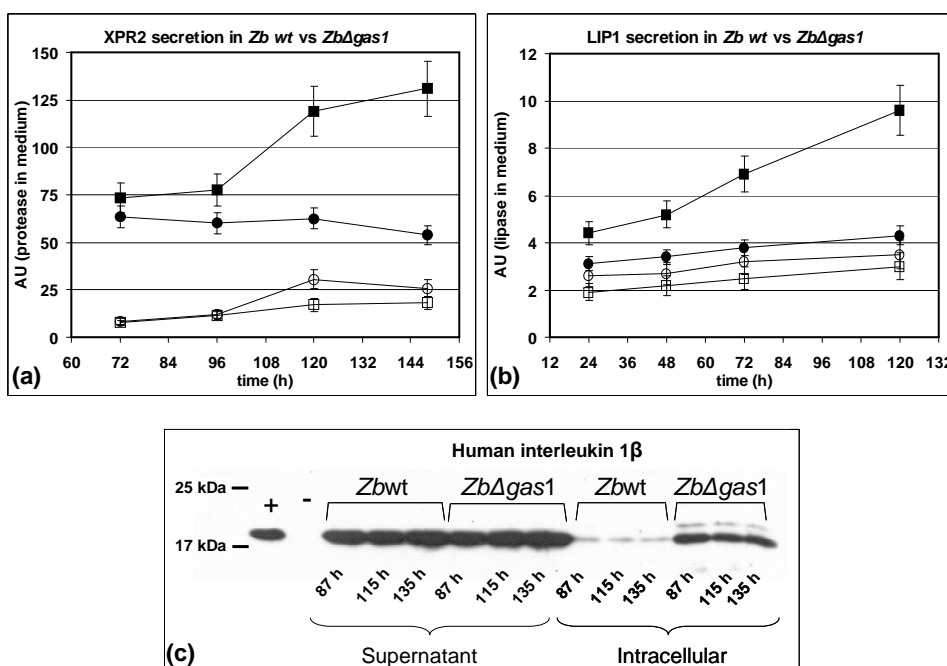 XPR2 secretion in Zb wt vs ZbΔgas1
AU (protease in medium)
150
125
100
75
50
25
0
60 72 84 96 108 120 132 144 156
time (h)
(a)
LIP1 secretion in Zb wt vs ZbΔgas1
AU (lipase in medium)
12
10
8
6
4
2
0
12 24 36 48 60 72 84 96 108 120 132
time (h)
(b)
Human interleukin 1β
25 kDa
17 kDa
+ - Zbwt ZbΔgas1 Zbwt ZbΔgas1
87 h 115 h 135 h 87 h 115 h 135 h 87 h 115 h 135 h 87 h 115 h 135 h
Supernatant Intracellular
(c)